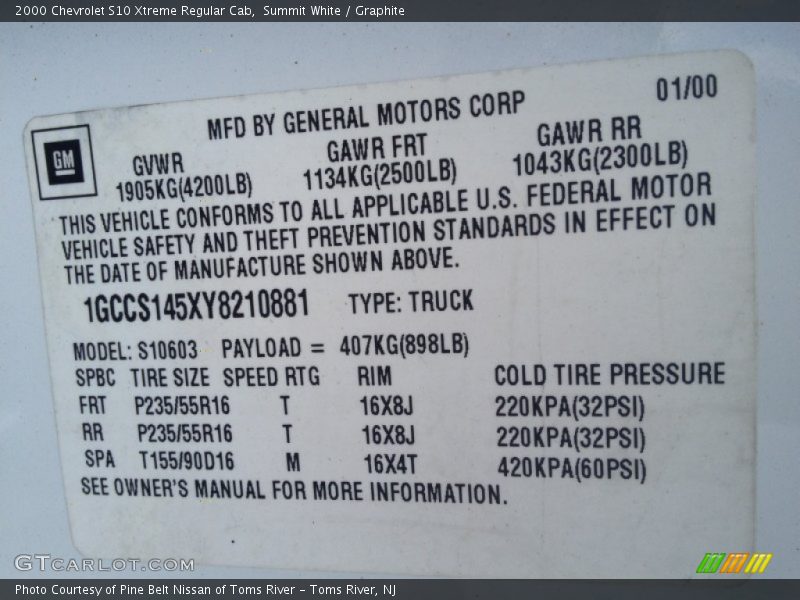 2000 Chevrolet S10 Xtreme Regular Cab, Summit White / Graphite
01/00
MFD BY GENERAL MOTORS CORP
GM
GVWR GAWR FRT GAWR RR
1905KG(4200LB) 1134KG(2500LB) 1043KG(2300LB)
THIS VEHICLE CONFORMS TO ALL APPLICABLE U.S. FEDERAL MOTOR
VEHICLE SAFETY AND THEFT PREVENTION STANDARDS IN EFFECT ON
THE DATE OF MANUFACTURE SHOWN ABOVE.
1GCCS145XY8210881 TYPE: TRUCK
MODEL: S10603 PAYLOAD = 407KG(898LB)
SPBC TIRE SIZE SPEED RTG RIM COLD TIRE PRESSURE
FRT P235/55R16 T 16X8J 220KPA(32PSI)
RR P235/55R16 T 16X8J 220KPA(32PSI)
SPA T155/90D16 M 16X4T 420KPA(60PSI)
SEE OWNER'S MANUAL FOR MORE INFORMATION.
GTCARLOT.COM
Photo Courtesy of Pine Belt Nissan of Toms River – Toms River, NJ